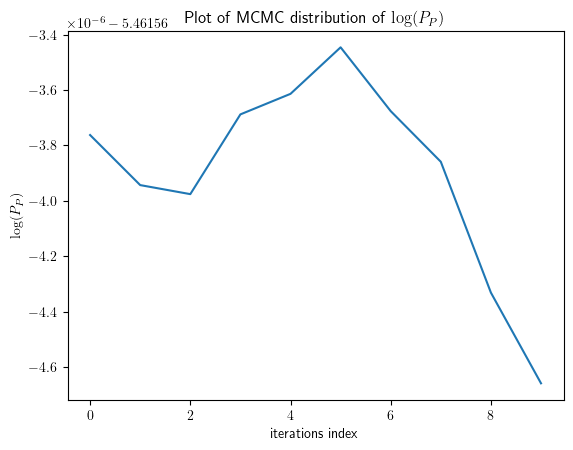 ×10⁻⁶ − 5.46156
Plot of MCMC distribution of log(P_P)
−3.4
−3.6
−3.8
−4.0
−4.2
−4.4
−4.6
log(P_P)
0 2 4 6 8
iterations index